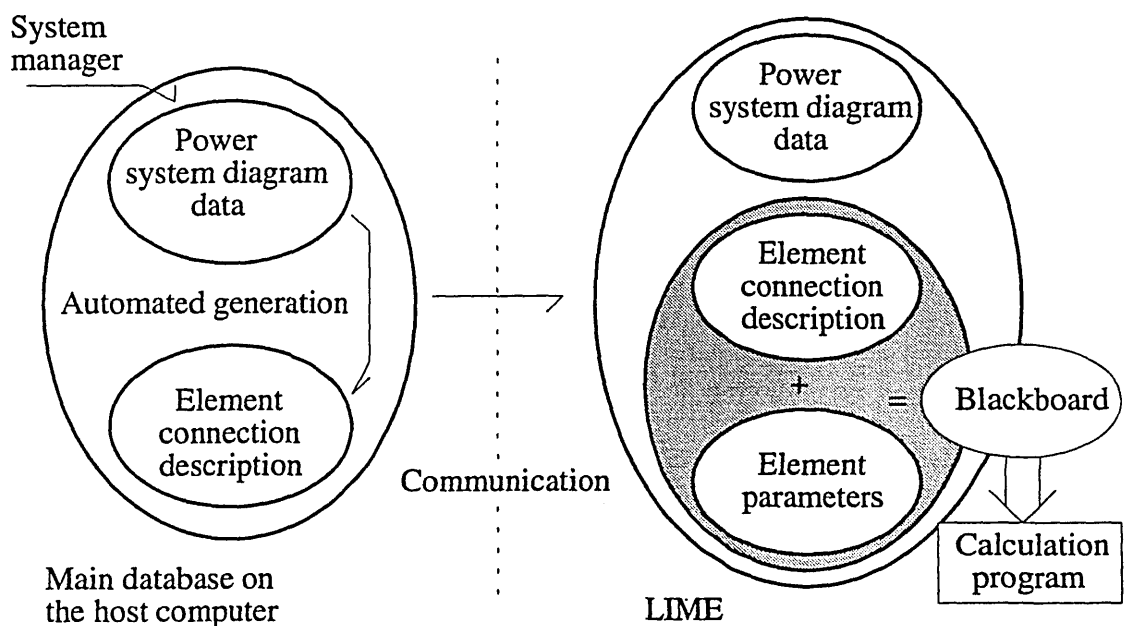 System
manager
Power
system diagram
data
Automated generation
Element
connection
description
Main database on
the host computer
Communication
Power
system diagram
data
Element
connection
description
+
=
Blackboard
Element
parameters
Calculation
program
LIME